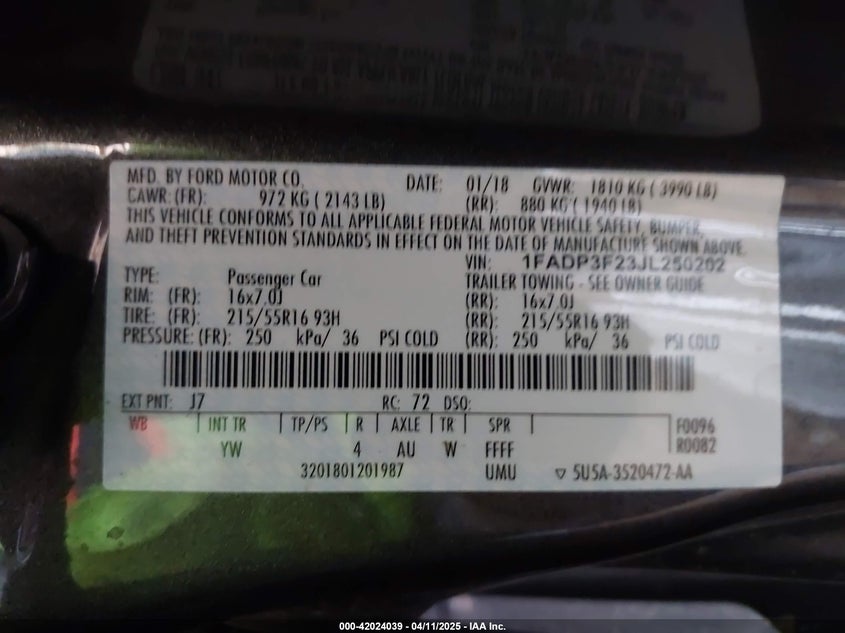 MFD. BY FORD MOTOR CO. DATE: 01/18 GVWR: 1810 KG ( 3990 LB)
GAWR: (FR): 972 KG ( 2143 LB) (RR): 880 KG ( 1940 LB)
THIS VEHICLE CONFORMS TO ALL APPLICABLE FEDERAL MOTOR VEHICLE SAFETY, BUMPER,
AND THEFT PREVENTION STANDARDS IN EFFECT ON THE DATE OF MANUFACTURE SHOWN ABOVE.
VIN: 1FADP3F23JL250202
TYPE: Passenger Car TRAILER TOWING - SEE OWNER GUIDE
RIM: (FR): 16x7.0J (RR): 16x7.0J
TIRE: (FR): 215/55R16 93H (RR): 215/55R16 93H
PRESSURE: (FR): 250 kPa/ 36 PSI COLD (RR): 250 kPa/ 36 PSI COLD
EXT PNT: J7 RC: 72 DSO:
WB INT TR TP/PS R AXLE TR SPR F0096
YW 4 AU W FFFF R0082
3201801201987 UMU ▽ 5U5A-3520472-AA
000-42024039 - 04/11/2025 - IAA Inc.